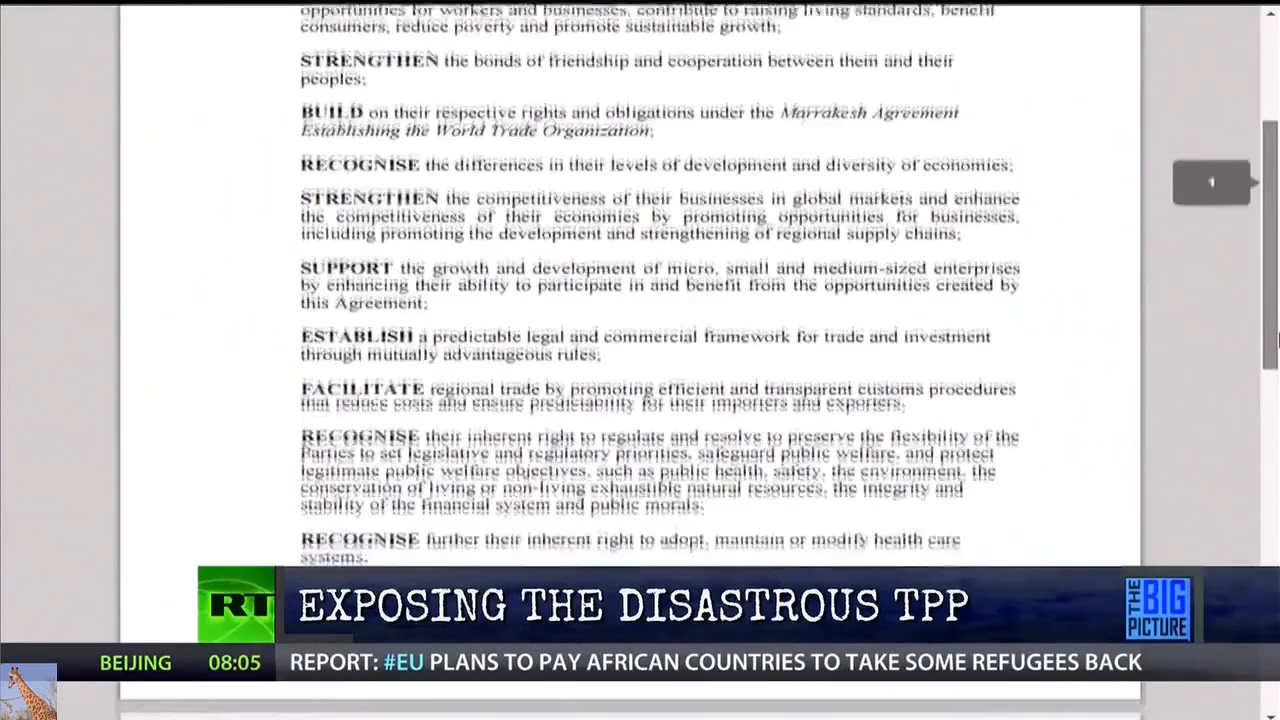 opportunities for workers and businesses, contribute to raising living standards, benefit
consumers, reduce poverty and promote sustainable growth;
STRENGTHEN the bonds of friendship and cooperation between them and their
peoples;
BUILD on their respective rights and obligations under the Marrakesh Agreement
Establishing the World Trade Organization;
RECOGNISE the differences in their levels of development and diversity of economies;
STRENGTHEN the competitiveness of their businesses in global markets and enhance
the competitiveness of their economies by promoting opportunities for businesses,
including promoting the development and strengthening of regional supply chains;
SUPPORT the growth and development of micro, small and medium-sized enterprises
by enhancing their ability to participate in and benefit from the opportunities created by
this Agreement;
ESTABLISH a predictable legal and commercial framework for trade and investment
through mutually advantageous rules;
FACILITATE regional trade by promoting efficient and transparent customs procedures
that reduce costs and ensure predictability for their importers and exporters;
RECOGNISE their inherent right to regulate and resolve to preserve the flexibility of the
Parties to set legislative and regulatory priorities, safeguard public welfare, and protect
legitimate public welfare objectives, such as public health, safety, the environment, the
conservation of living or non-living exhaustible natural resources, the integrity and
stability of the financial system and public morals;
RECOGNISE further their inherent right to adopt, maintain or modify health care
systems;
1
RT EXPOSING THE DISASTROUS TPP
THE BIG PICTURE
BEIJING 08:05 REPORT: #EU PLANS TO PAY AFRICAN COUNTRIES TO TAKE SOME REFUGEES BACK